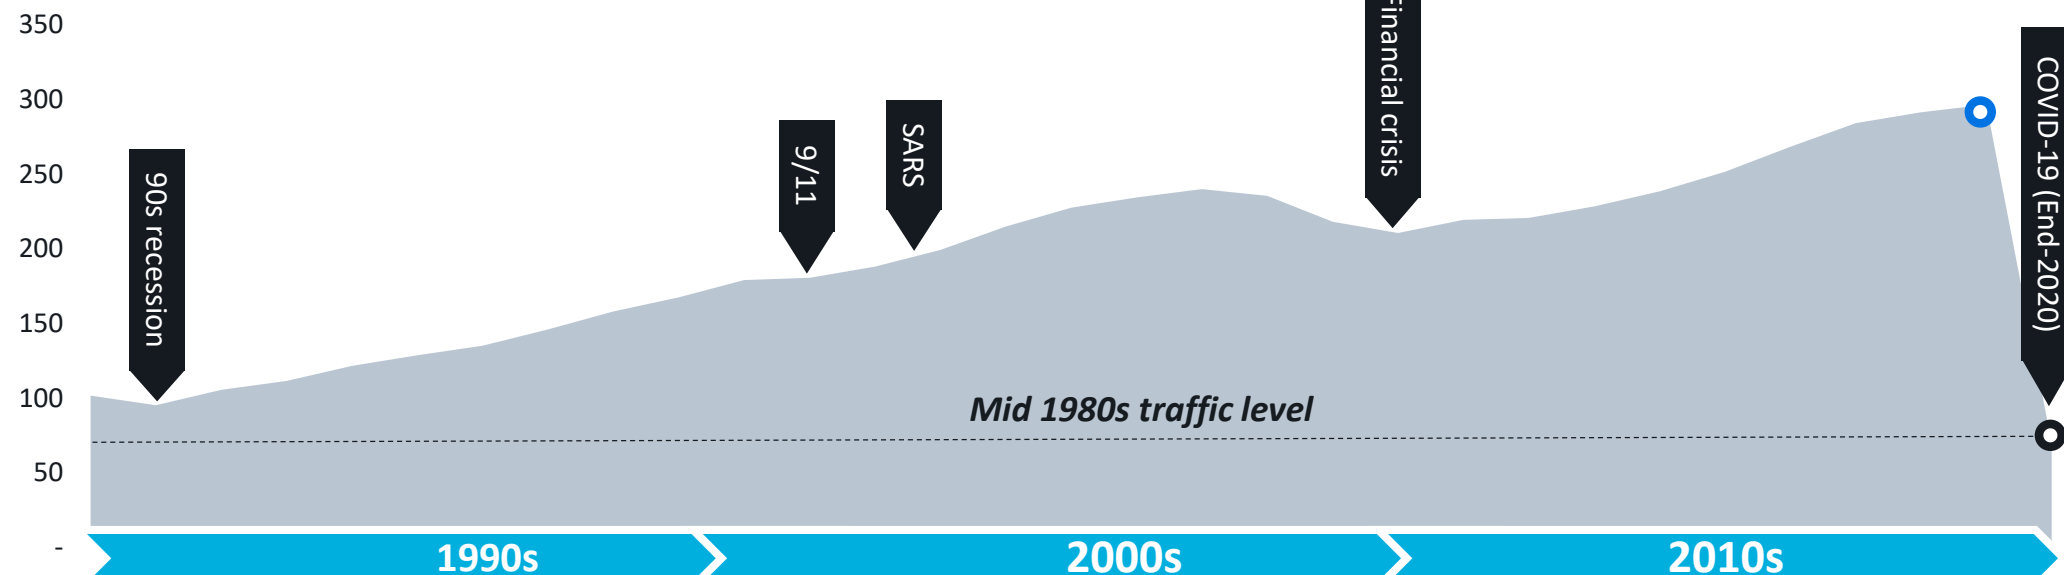 350
300
250
200
150
100
50
-
90s recession
9/11
SARS
Financial crisis
COVID-19 (End-2020)
Mid 1980s traffic level
1990s
2000s
2010s